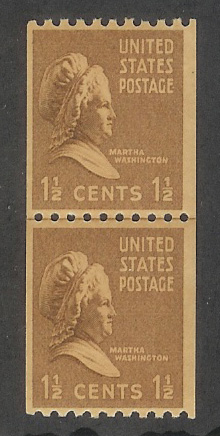 UNITED
STATES
POSTAGE
MARTHA
WASHINGTON
1½ CENTS 1½
UNITED
STATES
POSTAGE
MARTHA
WASHINGTON
1½ CENTS 1½